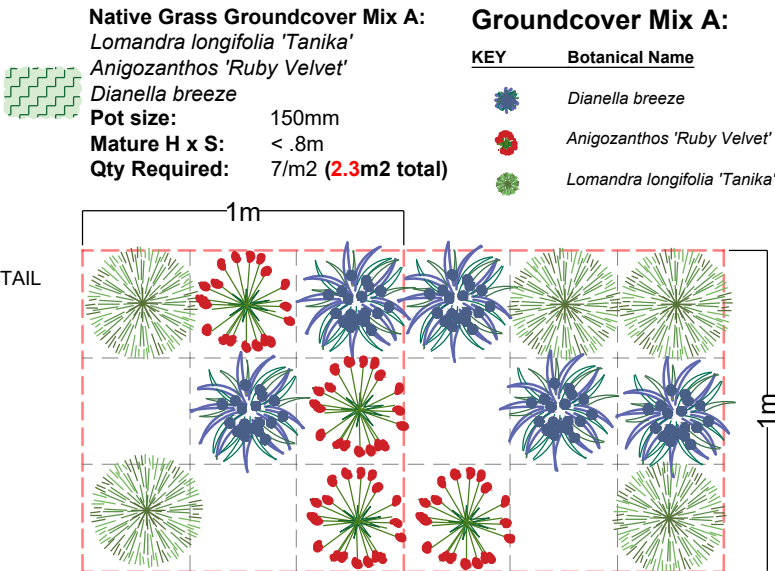 Native Grass Groundcover Mix A:
Lomandra longifolia 'Tanika'
Anigozanthos 'Ruby Velvet'
Dianella breeze
Pot size: 150mm
Mature H x S: < .8m
Qty Required: 7/m2 (2.3m2 total)
Groundcover Mix A:
KEY Botanical Name
Dianella breeze
Anigozanthos 'Ruby Velvet'
Lomandra longifolia 'Tanika'
1m
TAIL
1m